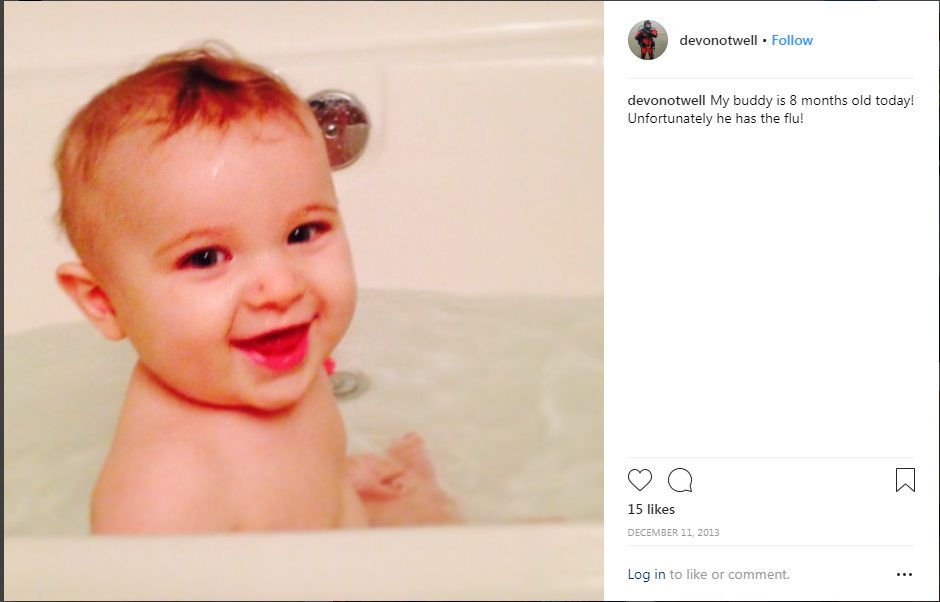 devonotwell • Follow
devonotwell My buddy is 8 months old today!
Unfortunately he has the flu!
15 likes
DECEMBER 11, 2013
Log in to like or comment.